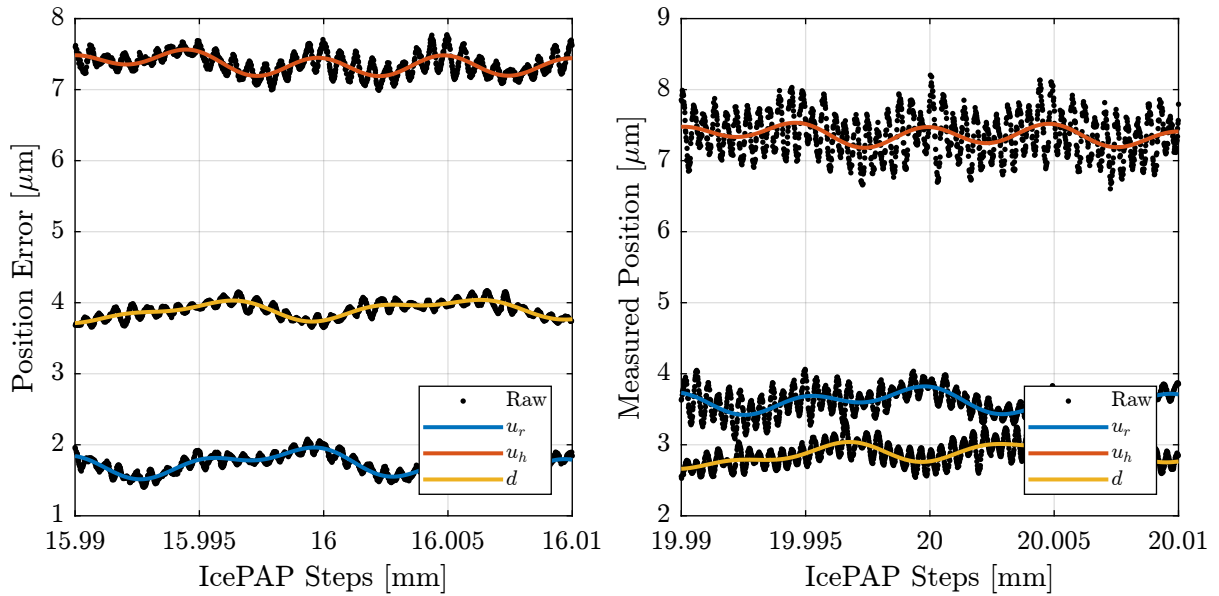 8
7
6
5
4
3
2
1
Position Error [μm]
15.99 15.995 16 16.005 16.01
IcePAP Steps [mm]
Raw
u_r
u_h
d
9
8
7
6
5
4
3
2
Measured Position [μm]
19.99 19.995 20 20.005 20.01
IcePAP Steps [mm]
Raw
u_r
u_h
d